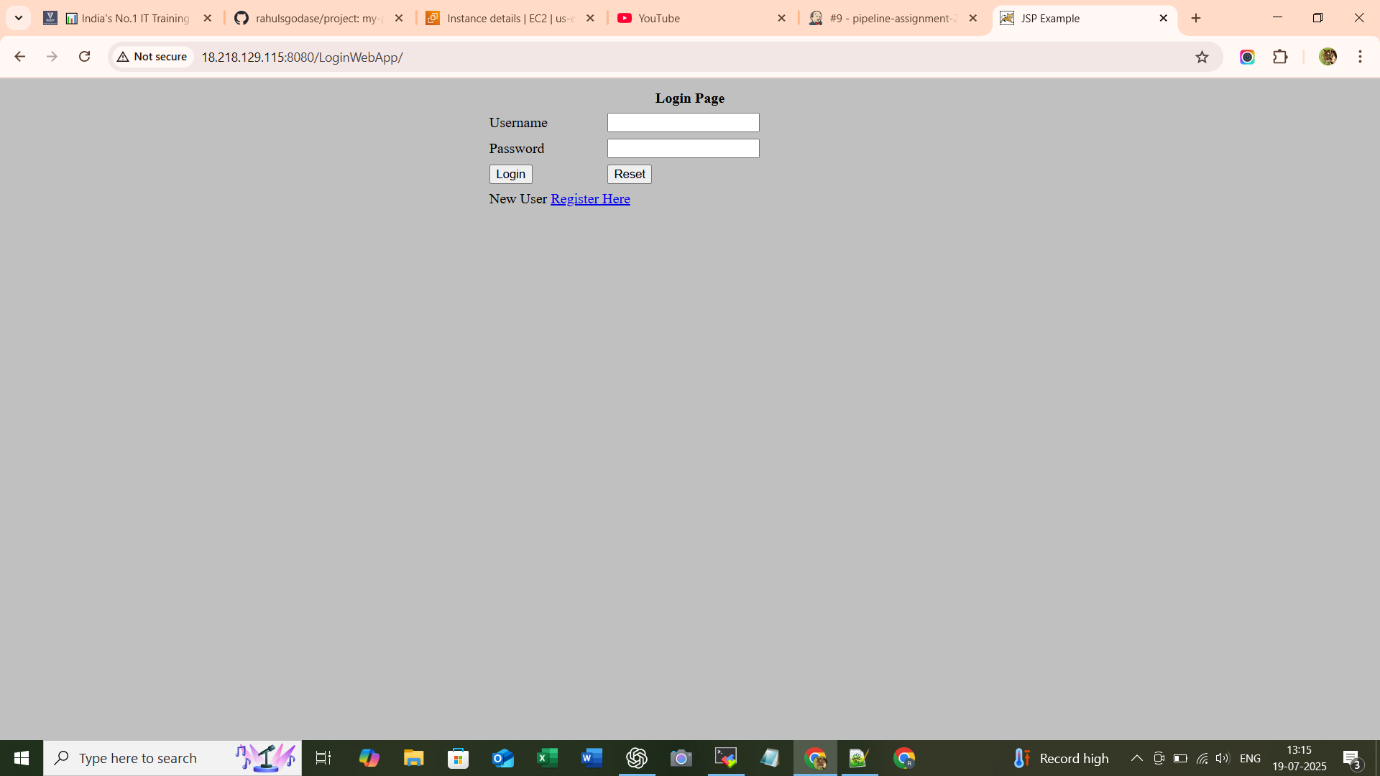 India's No.1 IT Training
rahulsgodase/project: my-p
Instance details | EC2 | us-e
YouTube
#9 - pipeline-assignment-2
JSP Example
Not secure
18.218.129.115:8080/LoginWebApp/
Login Page
Username
Password
Login Reset
New User Register Here
Type here to search
Record high
ENG
13:15
19-07-2025
3